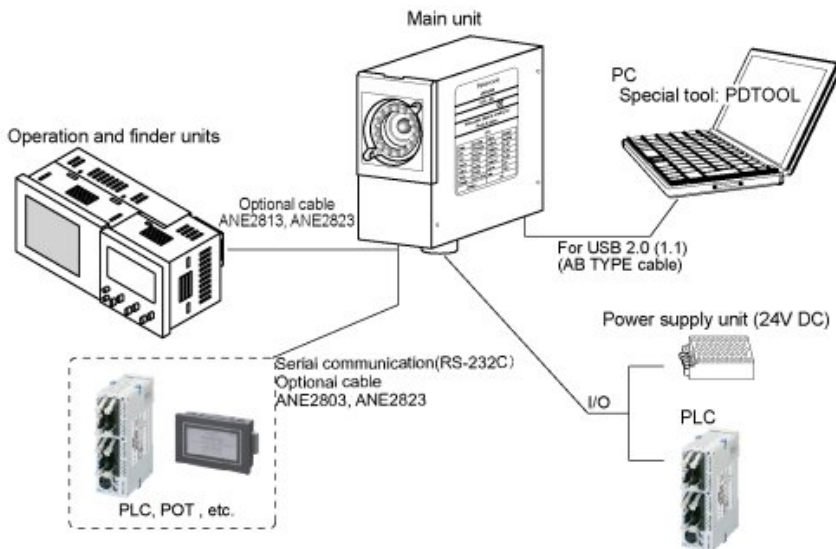 Main unit
PC
Special tool: PDTOOL
Operation and finder units
Optional cable
ANE2813, ANE2823
For USB 2.0 (1.1)
(AB TYPE cable)
Power supply unit (24V DC)
Serial communication(RS-232C)
Optional cable
ANE2803, ANE2823
I/O
PLC
PLC, POT , etc.